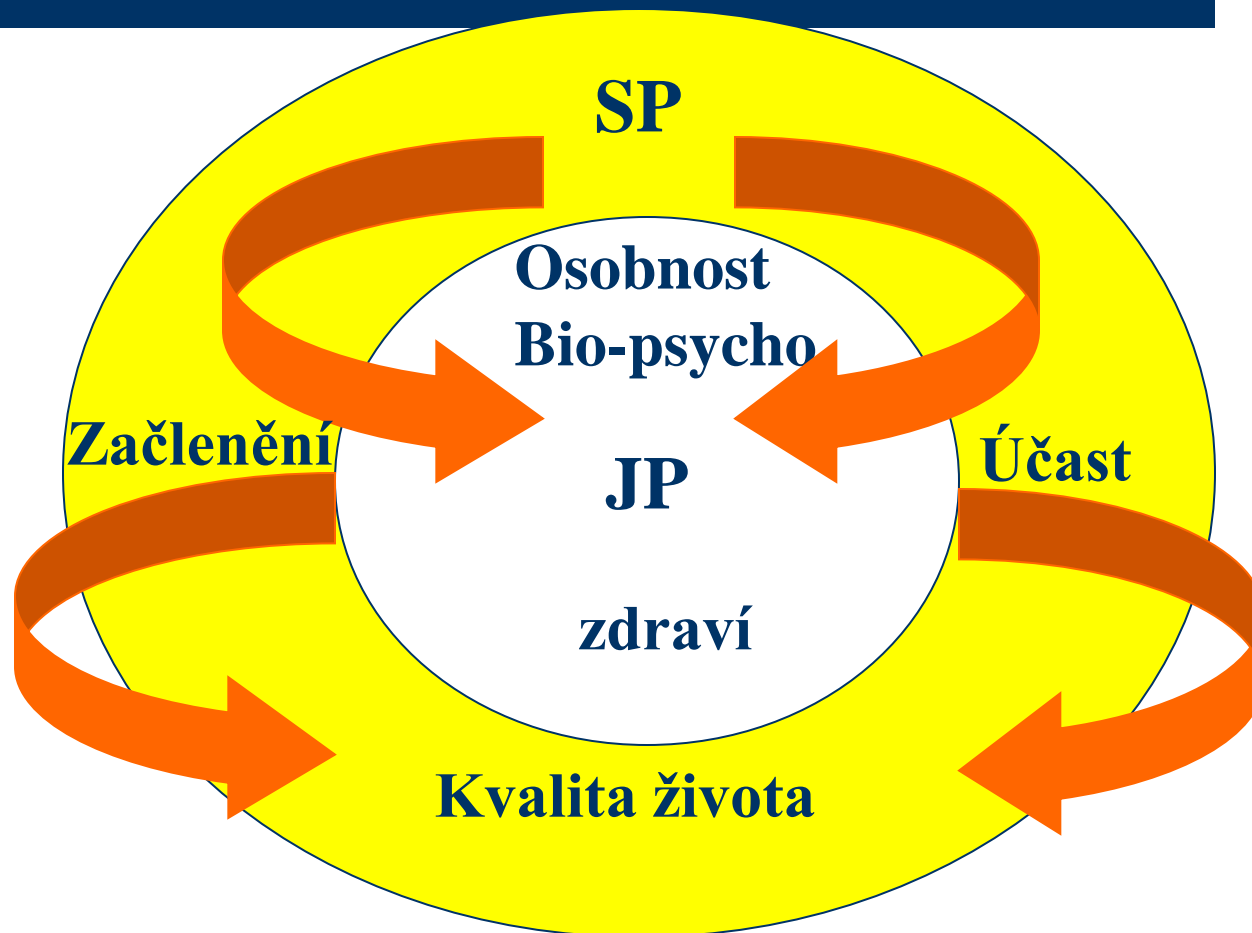 SP
Osobnost
Bio-psycho
Začlenění
Účast
JP
zdraví
Kvalita života